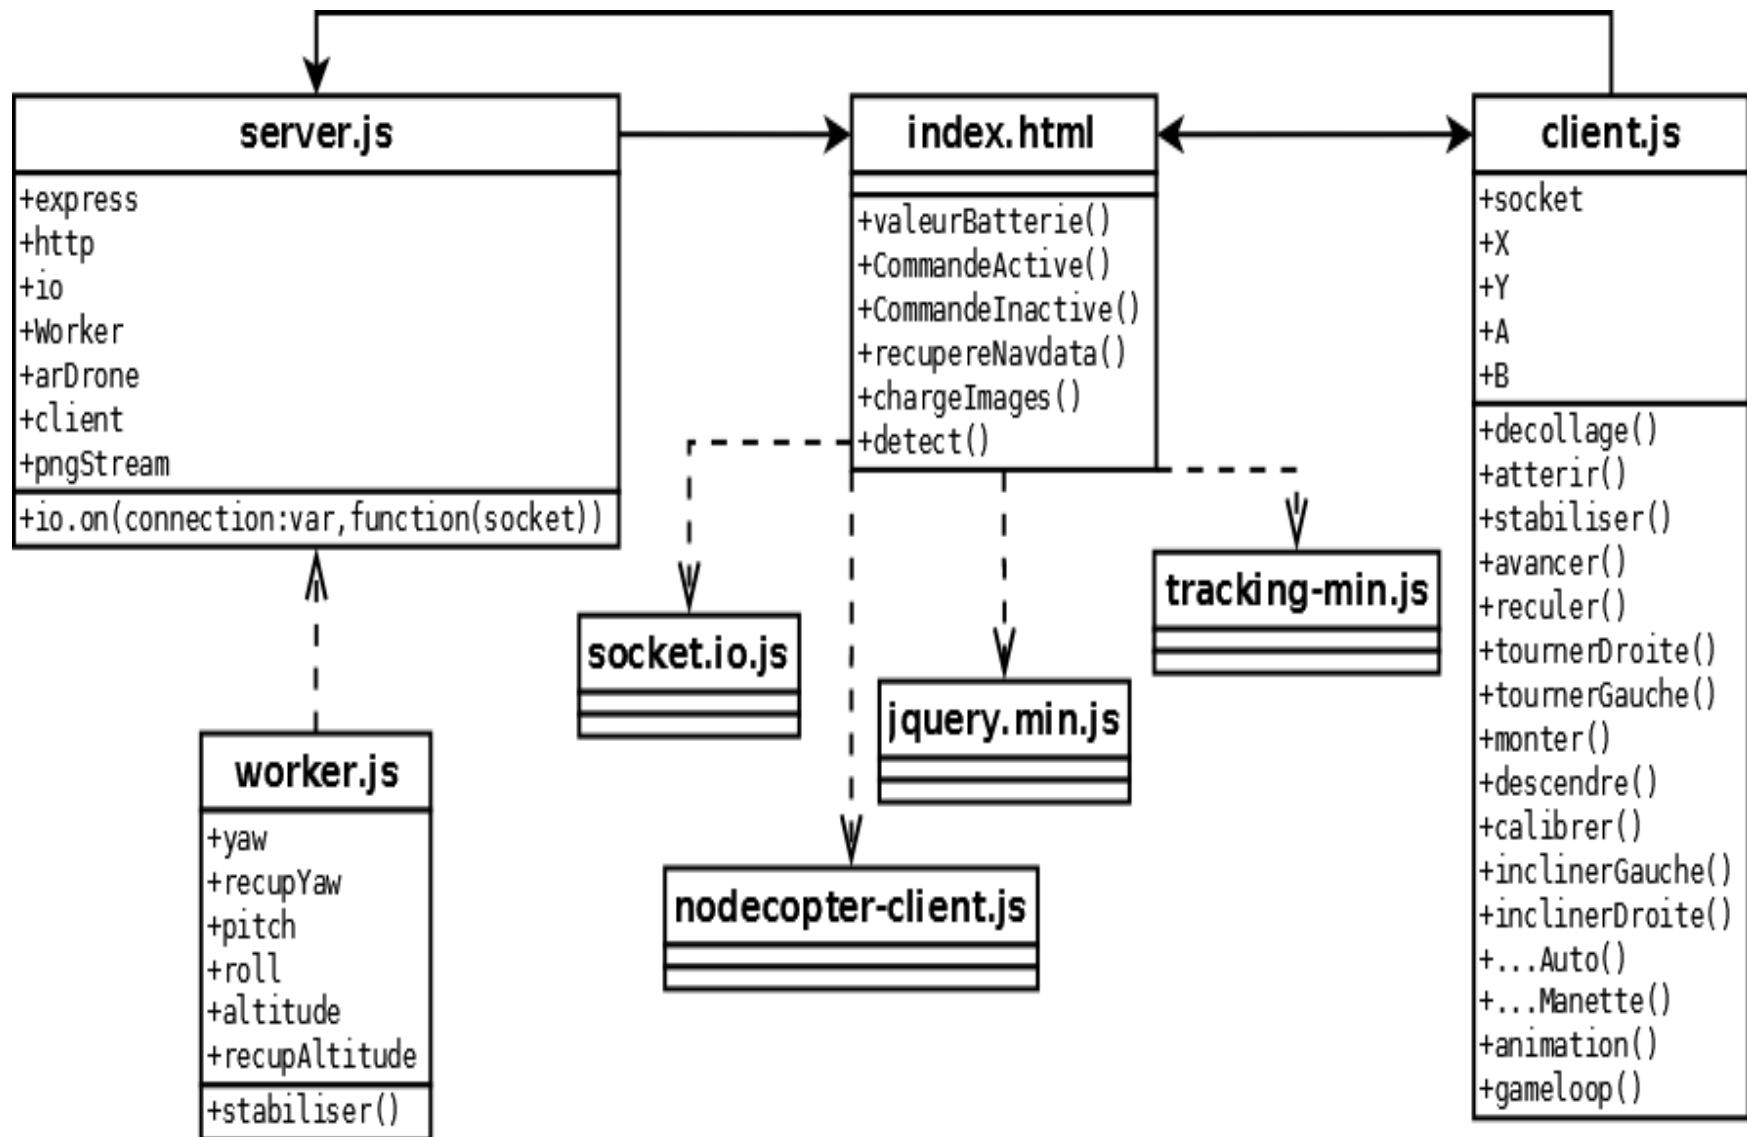 server.js
+express
+http
+io
+Worker
+arDrone
+client
+pngStream
+io.on(connection:var,function(socket))
index.html
+valeurBatterie()
+CommandeActive()
+CommandeInactive()
+recupereNavdata()
+chargeImages()
+detect()
client.js
+socket
+X
+Y
+A
+B
+decollage()
+atterir()
+stabiliser()
+avancer()
+reculer()
+tournerDroite()
+tournerGauche()
+monter()
+descendre()
+calibrer()
+inclinerGauche()
+inclinerDroite()
+...Auto()
+...Manette()
+animation()
+gameloop()
socket.io.js
tracking-min.js
jquery.min.js
nodecopter-client.js
worker.js
+yaw
+recupYaw
+pitch
+roll
+altitude
+recupAltitude
+stabiliser()